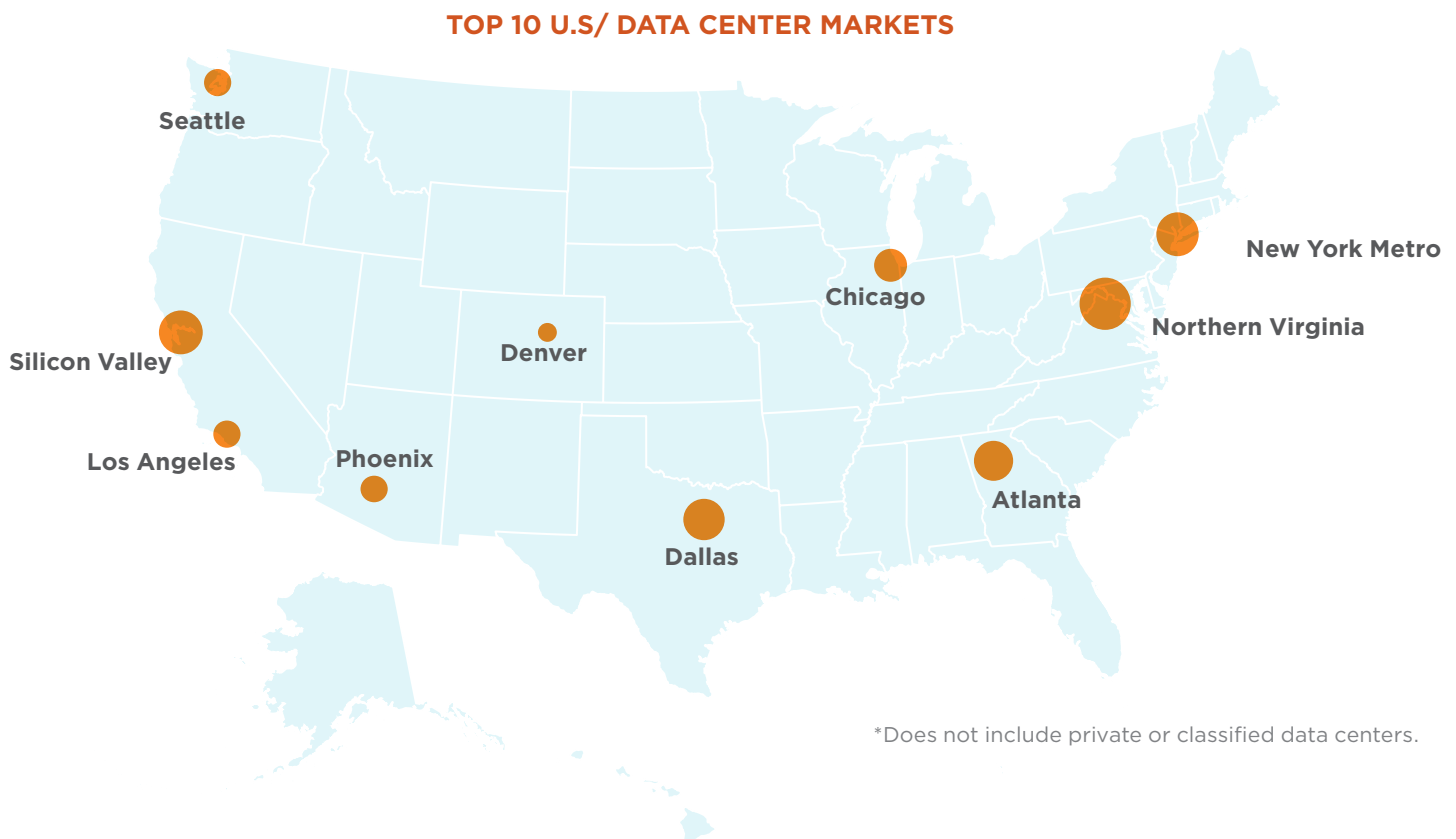 TOP 10 U.S/ DATA CENTER MARKETS
Seattle
New York Metro
Chicago
Northern Virginia
Denver
Silicon Valley
Los Angeles
Phoenix
Atlanta
Dallas
*Does not include private or classified data centers.